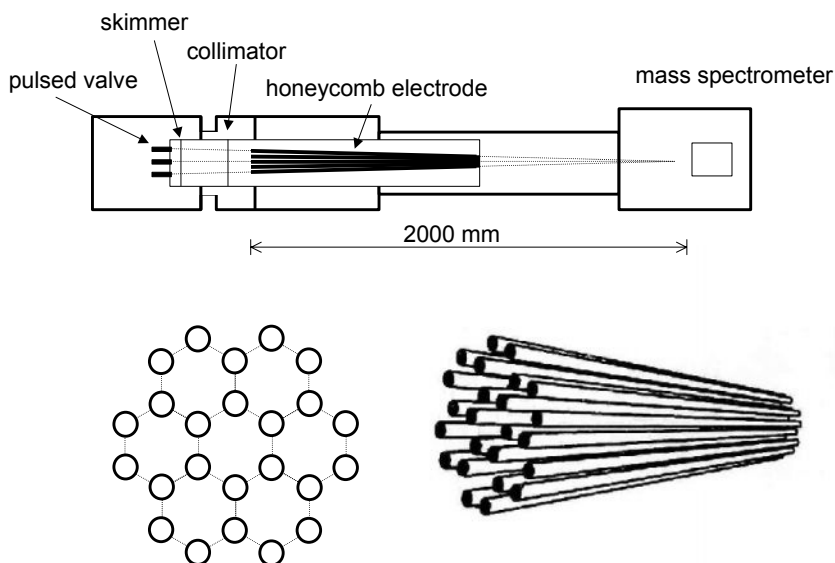 skimmer
collimator
pulsed valve
honeycomb electrode
mass spectrometer
2000 mm